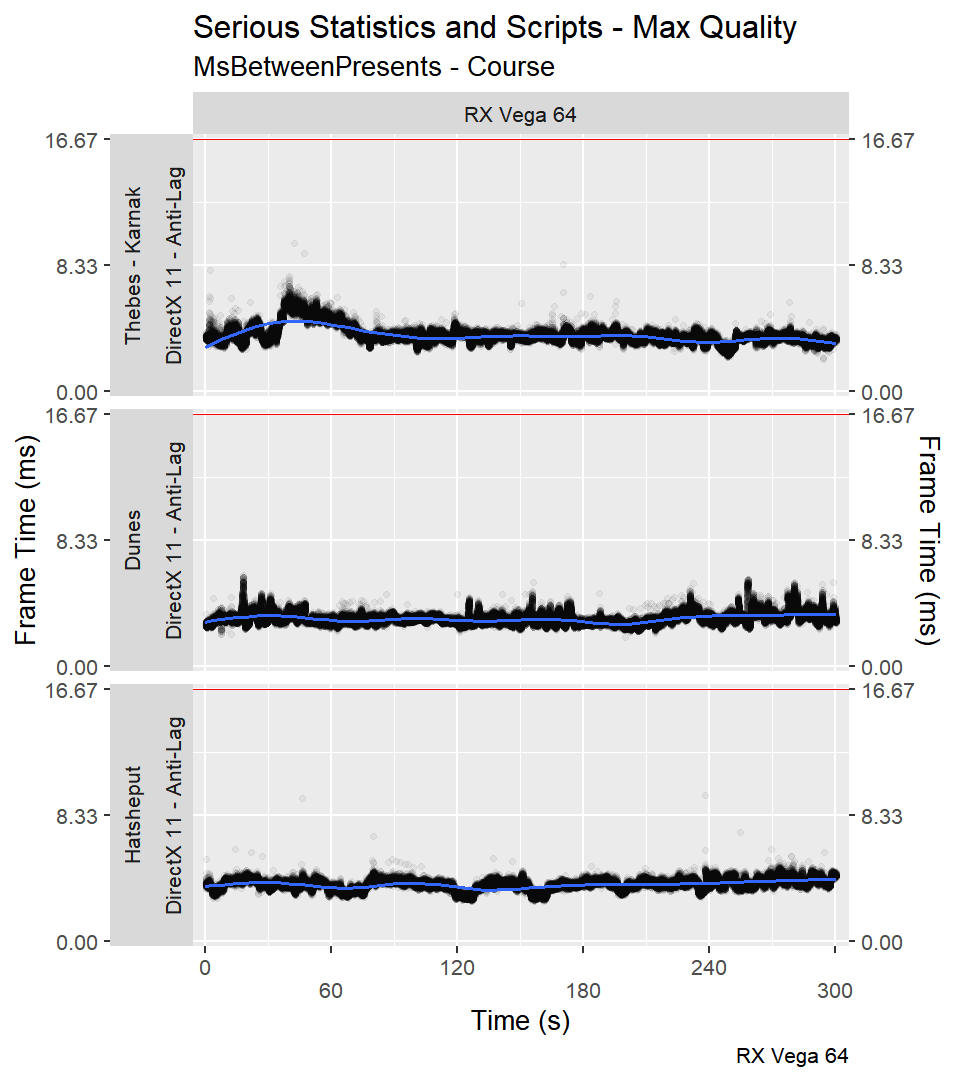 Serious Statistics and Scripts - Max Quality
MsBetweenPresents - Course
RX Vega 64
Frame Time (ms)
Thebes - Karnak
DirectX 11 - Anti-Lag
16.67
8.33
0.00
16.67
8.33
0.00
Dunes
DirectX 11 - Anti-Lag
16.67
8.33
0.00
16.67
8.33
0.00
Hatsheput
DirectX 11 - Anti-Lag
16.67
8.33
0.00
16.67
8.33
0.00
Frame Time (ms)
0 60 120 180 240 300
Time (s)
RX Vega 64